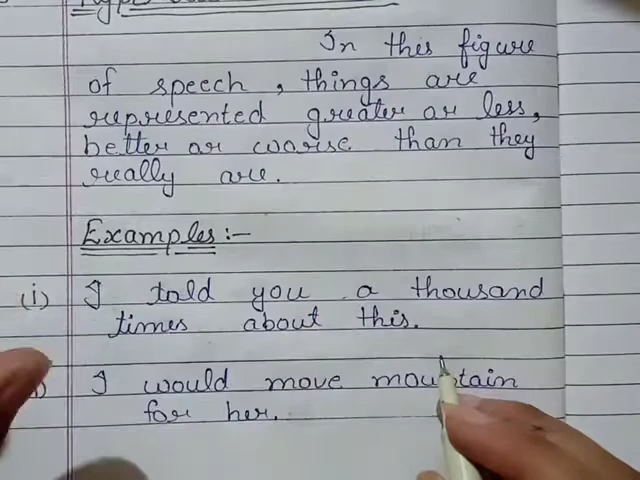 In this figure
of speech, things are
represented greater or less,
better or worse than they
really are.
Examples:-
(i) I told you a thousand
times about this.
I would move mountain
for her.